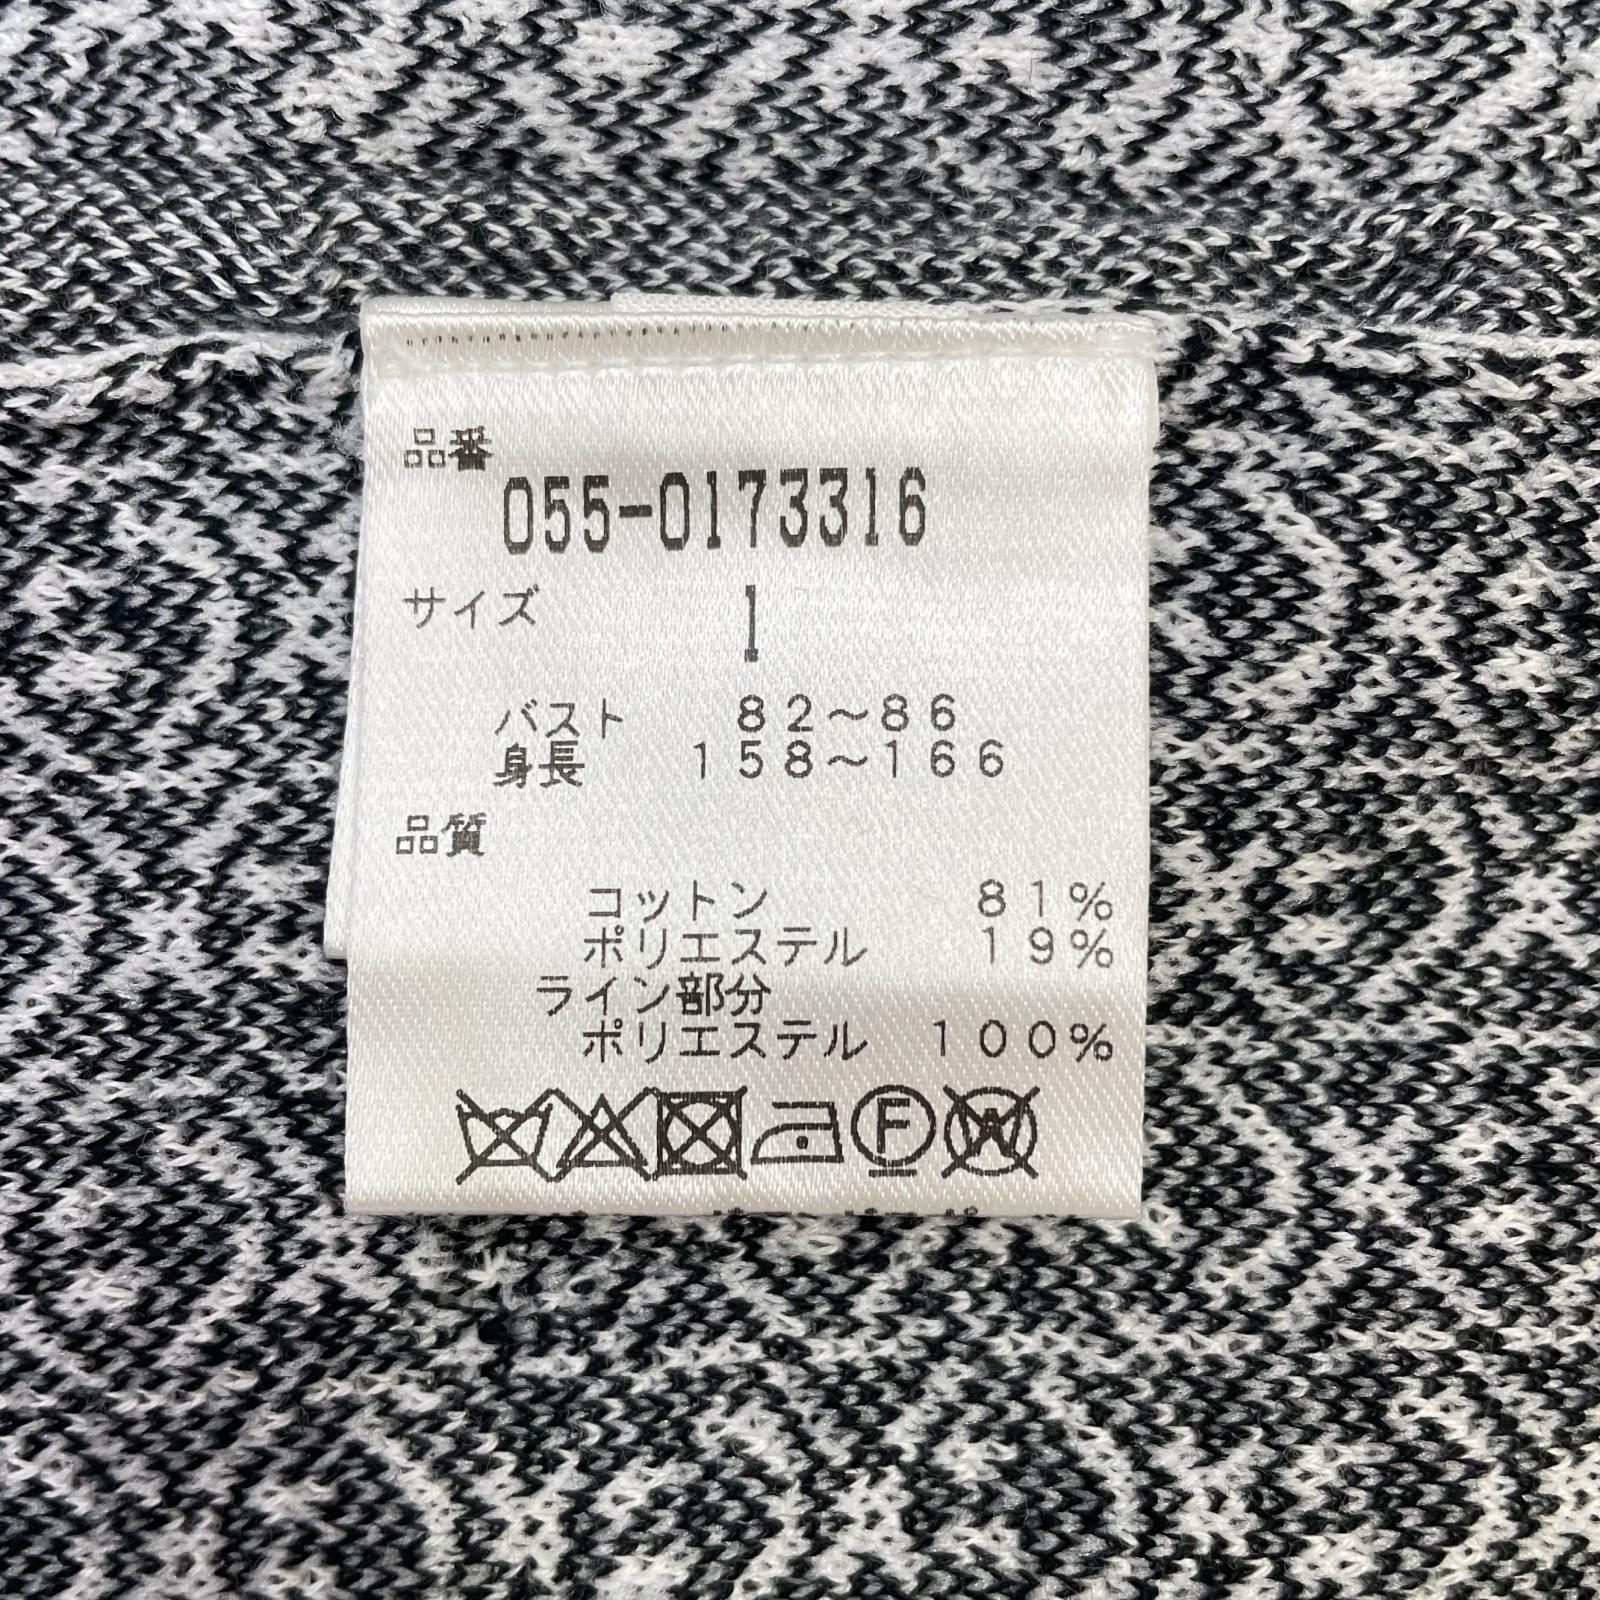 品番
055-0173316
サイズ 1
バスト 82～86
身長 158～166
品質
コットン 81%
ポリエステル 19%
ライン部分
ポリエステル 100%
F W